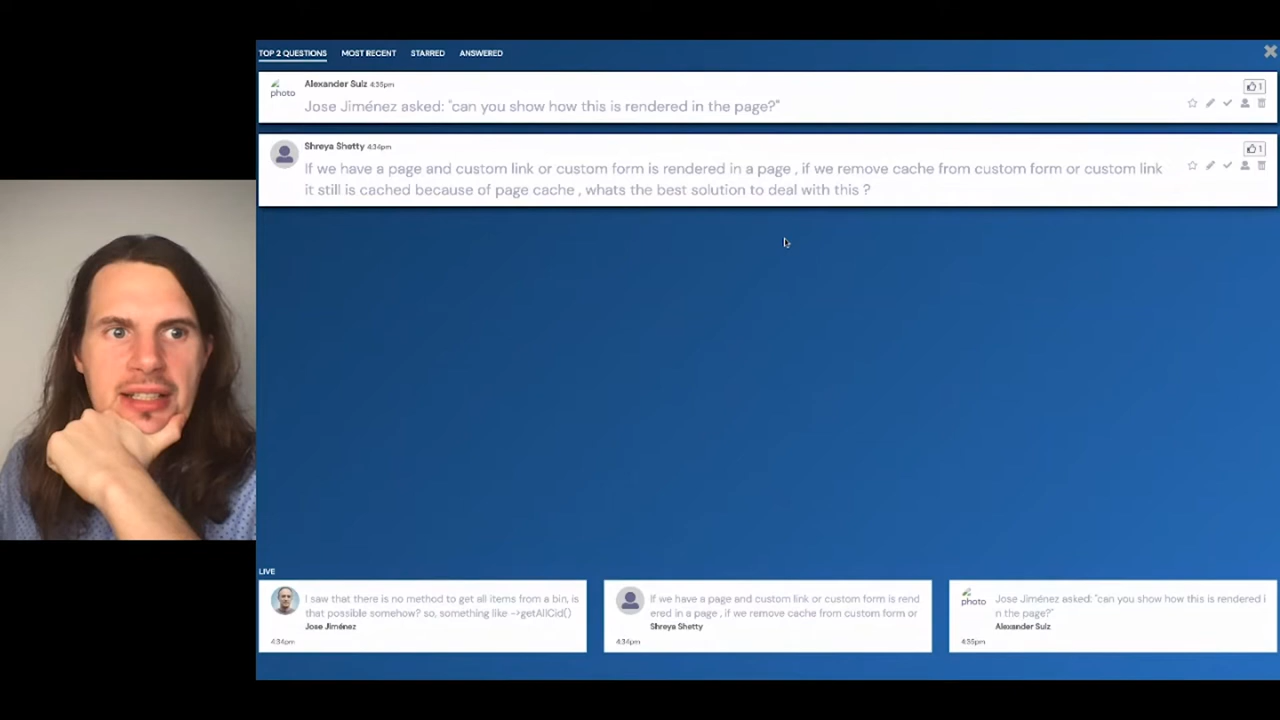 TOP 2 QUESTIONS MOST RECENT STARRED ANSWERED
photo
Alexander Sulz 4:35pm
Jose Jiménez asked: "can you show how this is rendered in the page?"
1
Shreya Shetty 4:34pm
If we have a page and custom link or custom form is rendered in a page , if we remove cache from custom form or custom link
it still is cached because of page cache , whats the best solution to deal with this ?
1
LIVE
I saw that there is no method to get all items from a bin, is
that possible somehow? so, something like ->getAllCid()
Jose Jiménez
4:34pm
If we have a page and custom link or custom form is rend
ered in a page , if we remove cache from custom form or
Shreya Shetty
4:34pm
photo
Jose Jiménez asked: "can you show how this is rendered i
n the page?"
Alexander Sulz
4:35pm